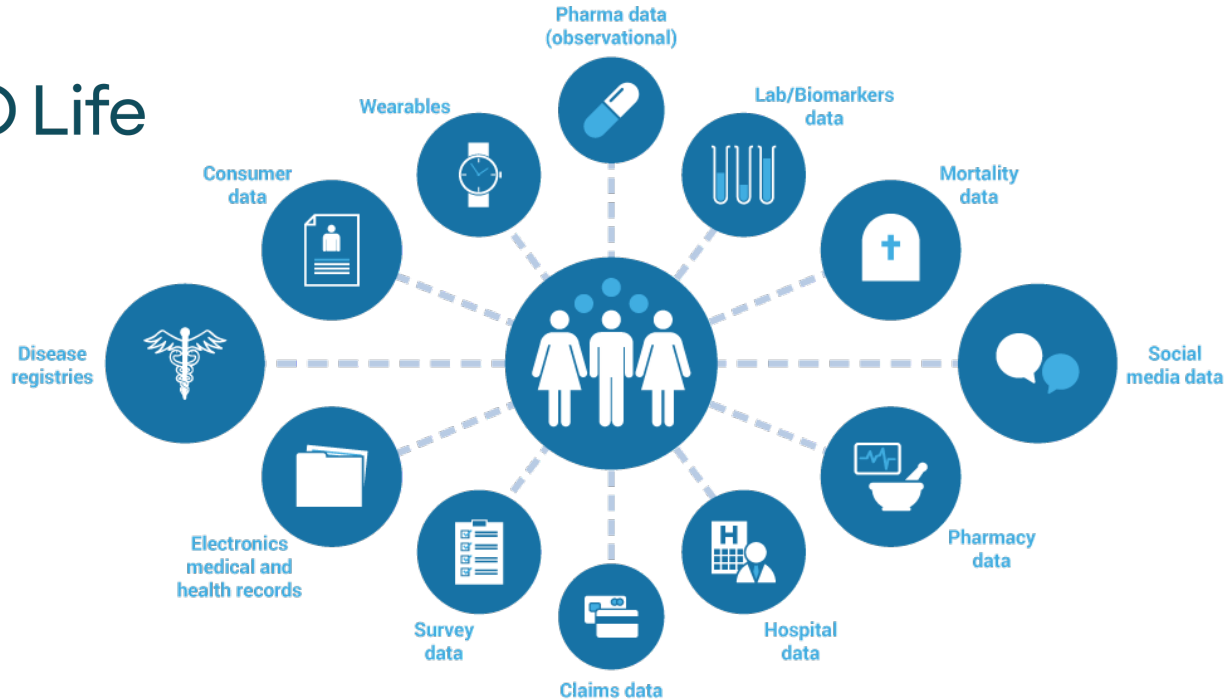 Pharma data
(observational)
Life
Wearables
Lab/Biomarkers
data
Consumer
data
Mortality
data
Disease
registries
Social
media data
Electronics
medical and
health records
Pharmacy
data
H
Survey
data
Hospital
data
Claims data